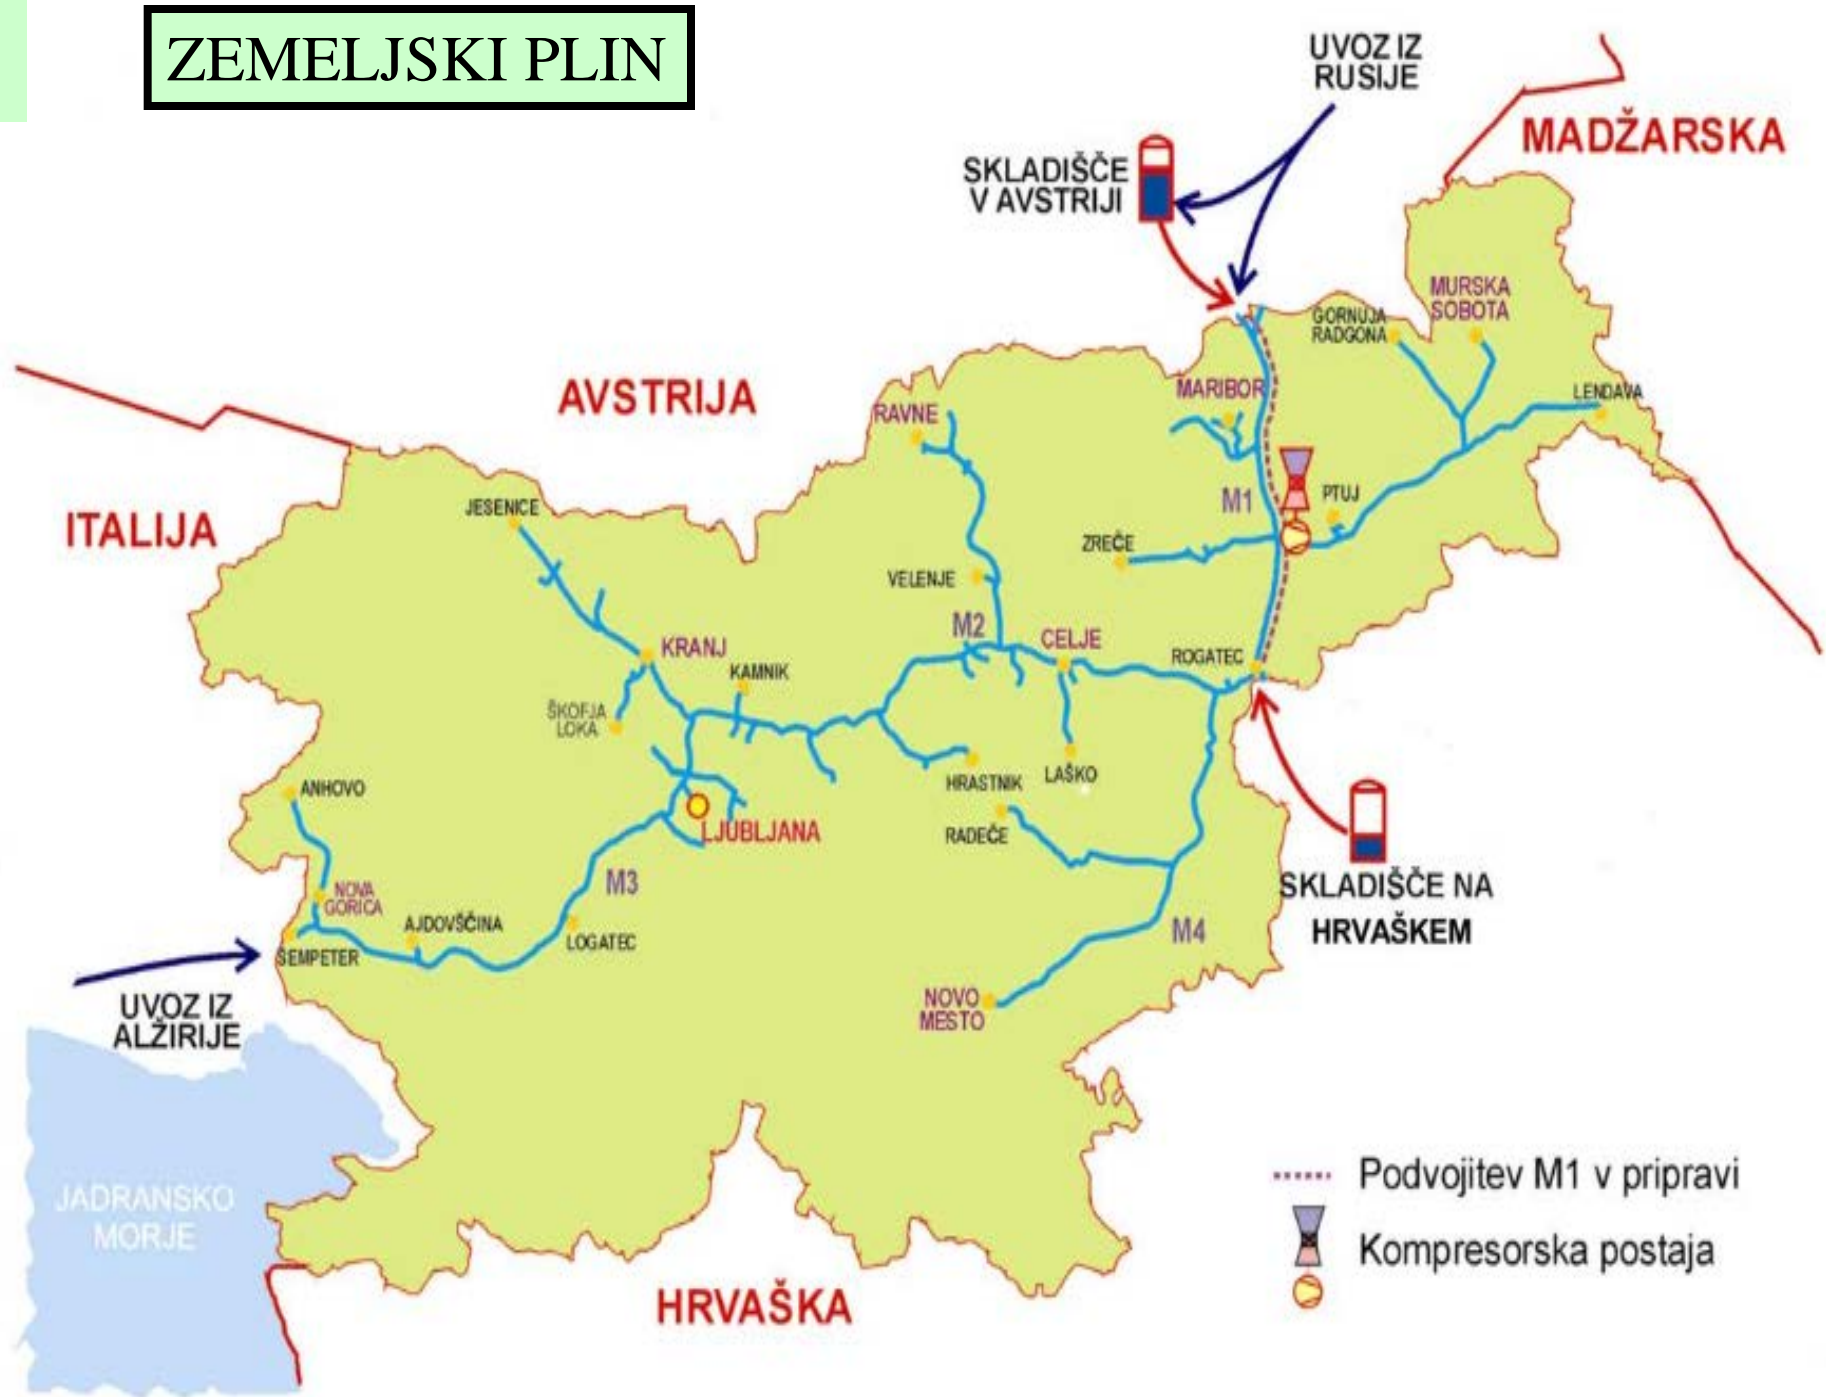 ZEMELJSKI PLIN
UVOZ IZ
RUSIJE
MADŽARSKA
SKLADIŠČE
V AVSTRIJI
MURSKA
SOBOTA
GORNUJA
RADGONA
LENDAVA
AVSTRIJA
MARIBOR
RAVNE
ITALIJA
JESENICE
M1
PTUJ
ZREČE
VELENJE
M2
CELJE
KRANJ
ROGATEC
KAMNIK
ŠKOFJA
LOKA
ANHOVO
HRASTNIK
LAŠKO
LJUBLJANA
RADEČE
M3
NOVA
GORICA
SKLADIŠČE NA
HRVAŠKEM
AJDOVŠČINA
LOGATEC
M4
ŠEMPETER
UVOZ IZ
ALŽIRIJE
NOVO
MESTO
JADRANSKO
MORJE
Podvojitev M1 v pripravi
Kompresorska postaja
HRVAŠKA